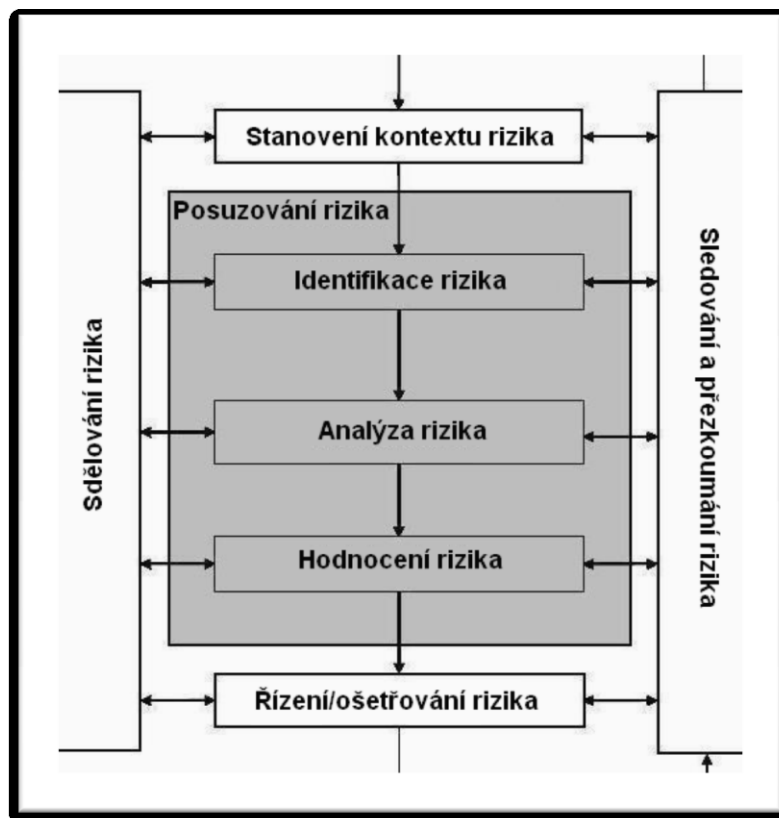 Stanovení kontextu rizika
Posuzování rizika
Identifikace rizika
Analýza rizika
Hodnocení rizika
Řízení/ošetřování rizika
Sdělování rizika
Sledování a přezkoumání rizika